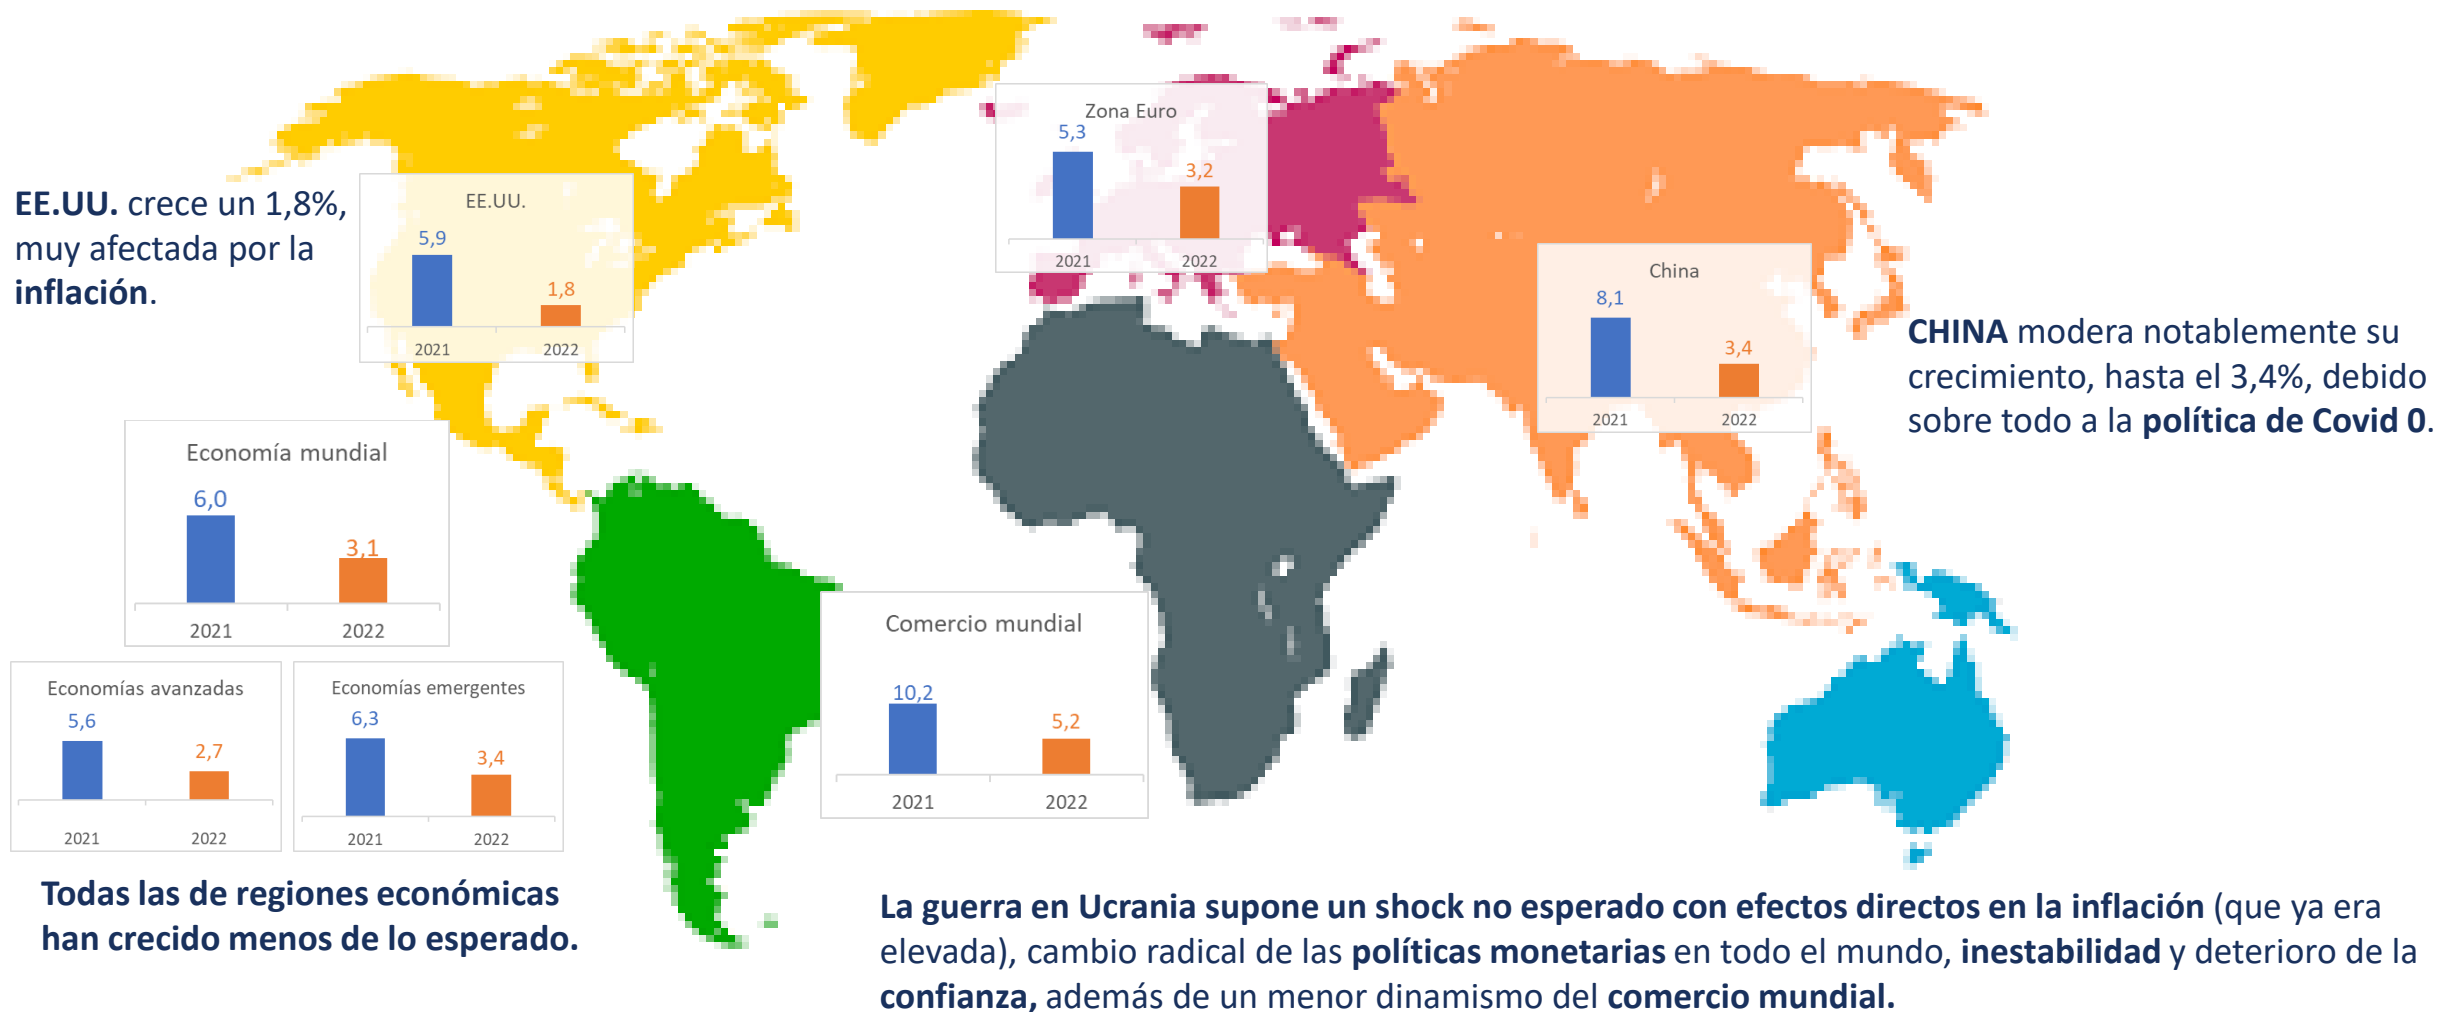 Zona Euro
5,3
3,2
2021 2022
EE.UU. crece un 1,8%,
muy afectada por la
inflación.
EE.UU.
5,9
1,8
2021 2022
China
8,1
3,4
2021 2022
CHINA modera notablemente su
crecimiento, hasta el 3,4%, debido
sobre todo a la política de Covid 0.
Economía mundial
6,0
3,1
2021 2022
Comercio mundial
10,2
5,2
2021 2022
Economías avanzadas
5,6
2,7
2021 2022
Economías emergentes
6,3
3,4
2021 2022
Todas las de regiones económicas
han crecido menos de lo esperado.
La guerra en Ucrania supone un shock no esperado con efectos directos en la inflación (que ya era
elevada), cambio radical de las políticas monetarias en todo el mundo, inestabilidad y deterioro de la
confianza, además de un menor dinamismo del comercio mundial.